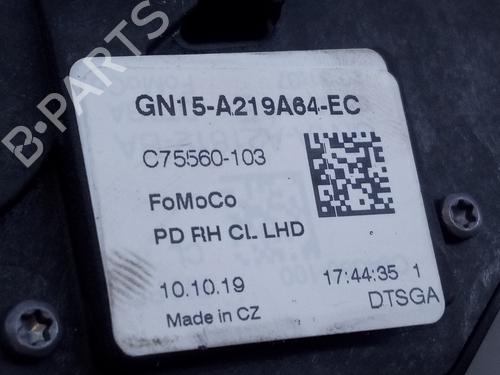 B-PARTS
GN15-A219A64-EC
C75560-103
FoMoCo
PD RH CL LHD
10.10.19
17:44:35 1
Made in CZ
DTSGA